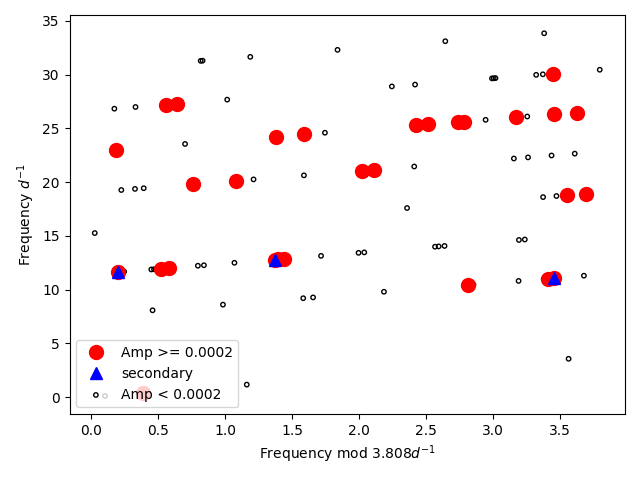 35
30
25
20
15
10
5
0
Frequency d⁻¹
Amp >= 0.0002
secondary
Amp < 0.0002
0.0 0.5 1.0 1.5 2.0 2.5 3.0 3.5
Frequency mod 3.808d⁻¹